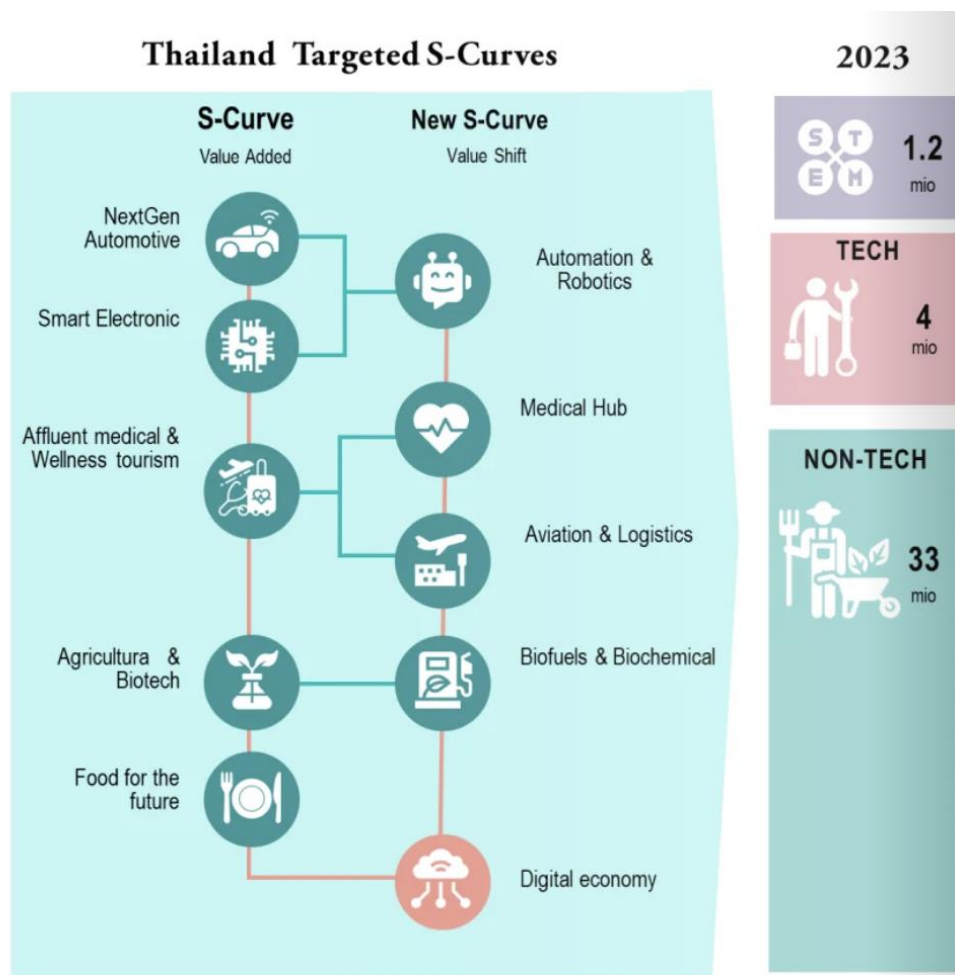 Thailand Targeted S-Curves
S-Curve
Value Added
New S-Curve
Value Shift
NextGen
Automotive
Smart Electronic
Affluent medical &
Wellness tourism
Agricultura &
Biotech
Food for the
future
Automation &
Robotics
Medical Hub
Aviation & Logistics
Biofuels & Biochemical
Digital economy
2023
S T
E M
1.2
mio
TECH
4
mio
NON-TECH
33
mio